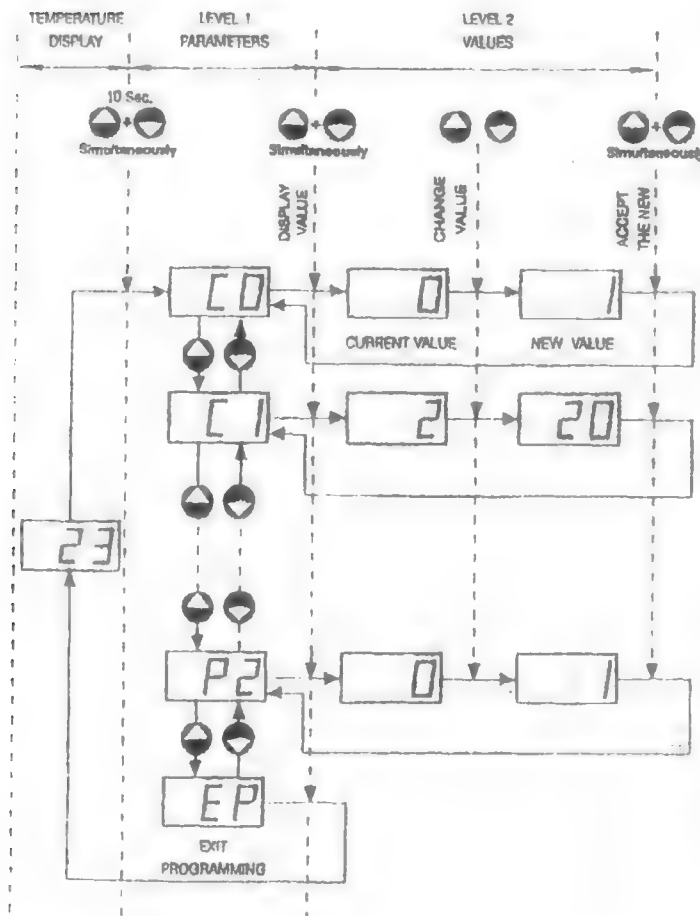 TEMPERATURE DISPLAY
LEVEL 1 PARAMETERS
LEVEL 2 VALUES
10 Sec.
+
Simultaneously
+
Simultaneously
+
Simultaneously
DISPLAY VALUE
CHANGE VALUE
ACCEPT THE NEW
C0
0
1
CURRENT VALUE
NEW VALUE
C1
2
20
23
P2
0
1
EP
EXIT PROGRAMMING